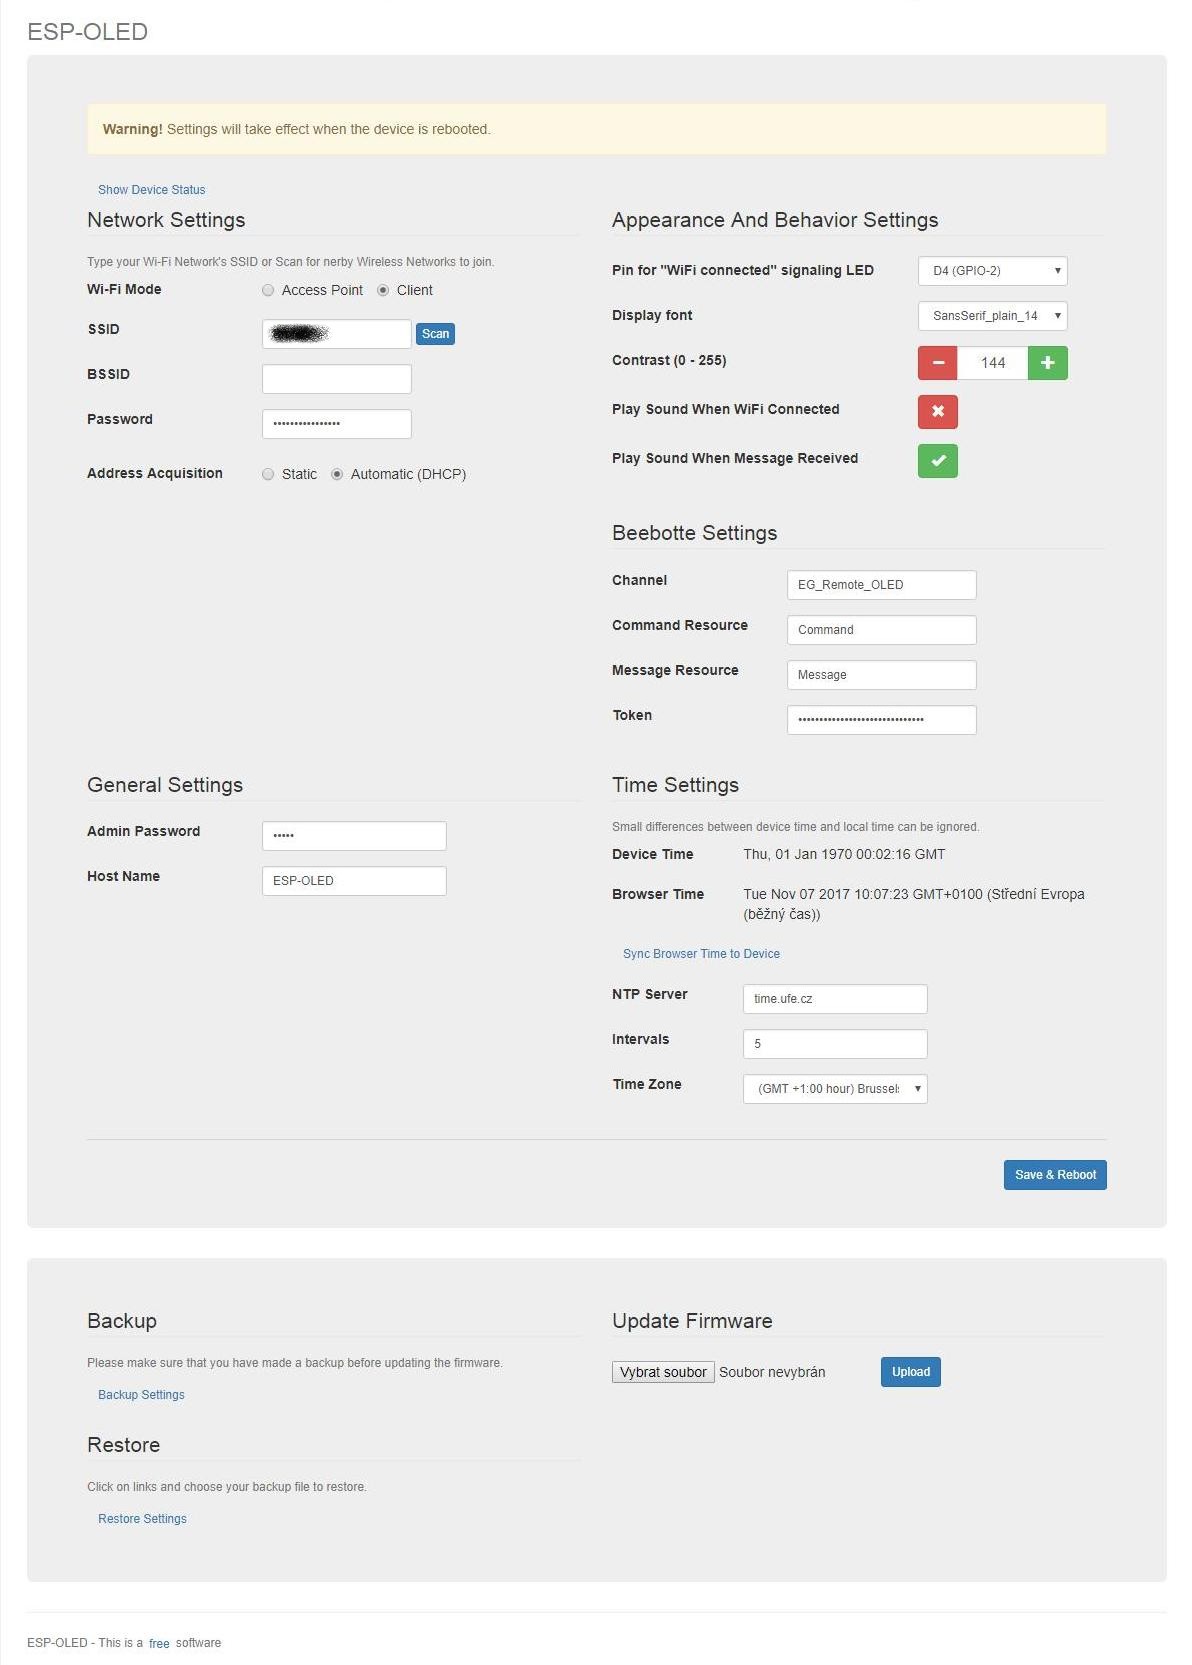 ESP-OLED
Warning! Settings will take effect when the device is rebooted.
Show Device Status
Network Settings
Type your Wi-Fi Network's SSID or Scan for nerby Wireless Networks to join.
Wi-Fi Mode
Access Point Client
SSID
Scan
BSSID
Password
••••••••••••••••
Address Acquisition
Static Automatic (DHCP)
Appearance And Behavior Settings
Pin for "WiFi connected" signaling LED
D4 (GPIO-2)
Display font
SansSerif_plain_14
Contrast (0 - 255)
144
Play Sound When WiFi Connected
Play Sound When Message Received
Beebotte Settings
Channel
EG_Remote_OLED
Command Resource
Command
Message Resource
Message
Token
••••••••••••••••••••••••••••••
General Settings
Admin Password
•••••
Host Name
ESP-OLED
Time Settings
Small differences between device time and local time can be ignored.
Device Time
Thu, 01 Jan 1970 00:02:16 GMT
Browser Time
Tue Nov 07 2017 10:07:23 GMT+0100 (Střední Evropa
(běžný čas))
Sync Browser Time to Device
NTP Server
time.ufe.cz
Intervals
5
Time Zone
(GMT +1:00 hour) Brussels
Save & Reboot
Backup
Please make sure that you have made a backup before updating the firmware.
Backup Settings
Restore
Click on links and choose your backup file to restore.
Restore Settings
Update Firmware
Vybrat soubor Soubor nevybrán
Upload
ESP-OLED - This is a free software